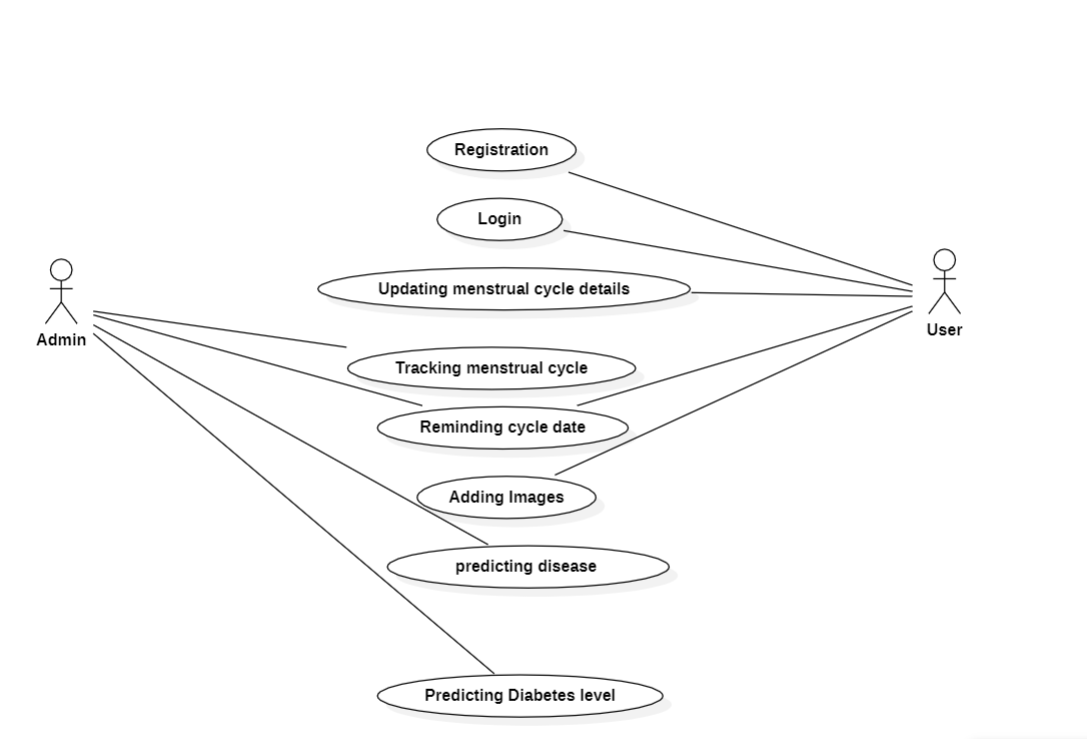 Registration
Login
Updating menstrual cycle details
Admin
User
Tracking menstrual cycle
Reminding cycle date
Adding Images
predicting disease
Predicting Diabetes level